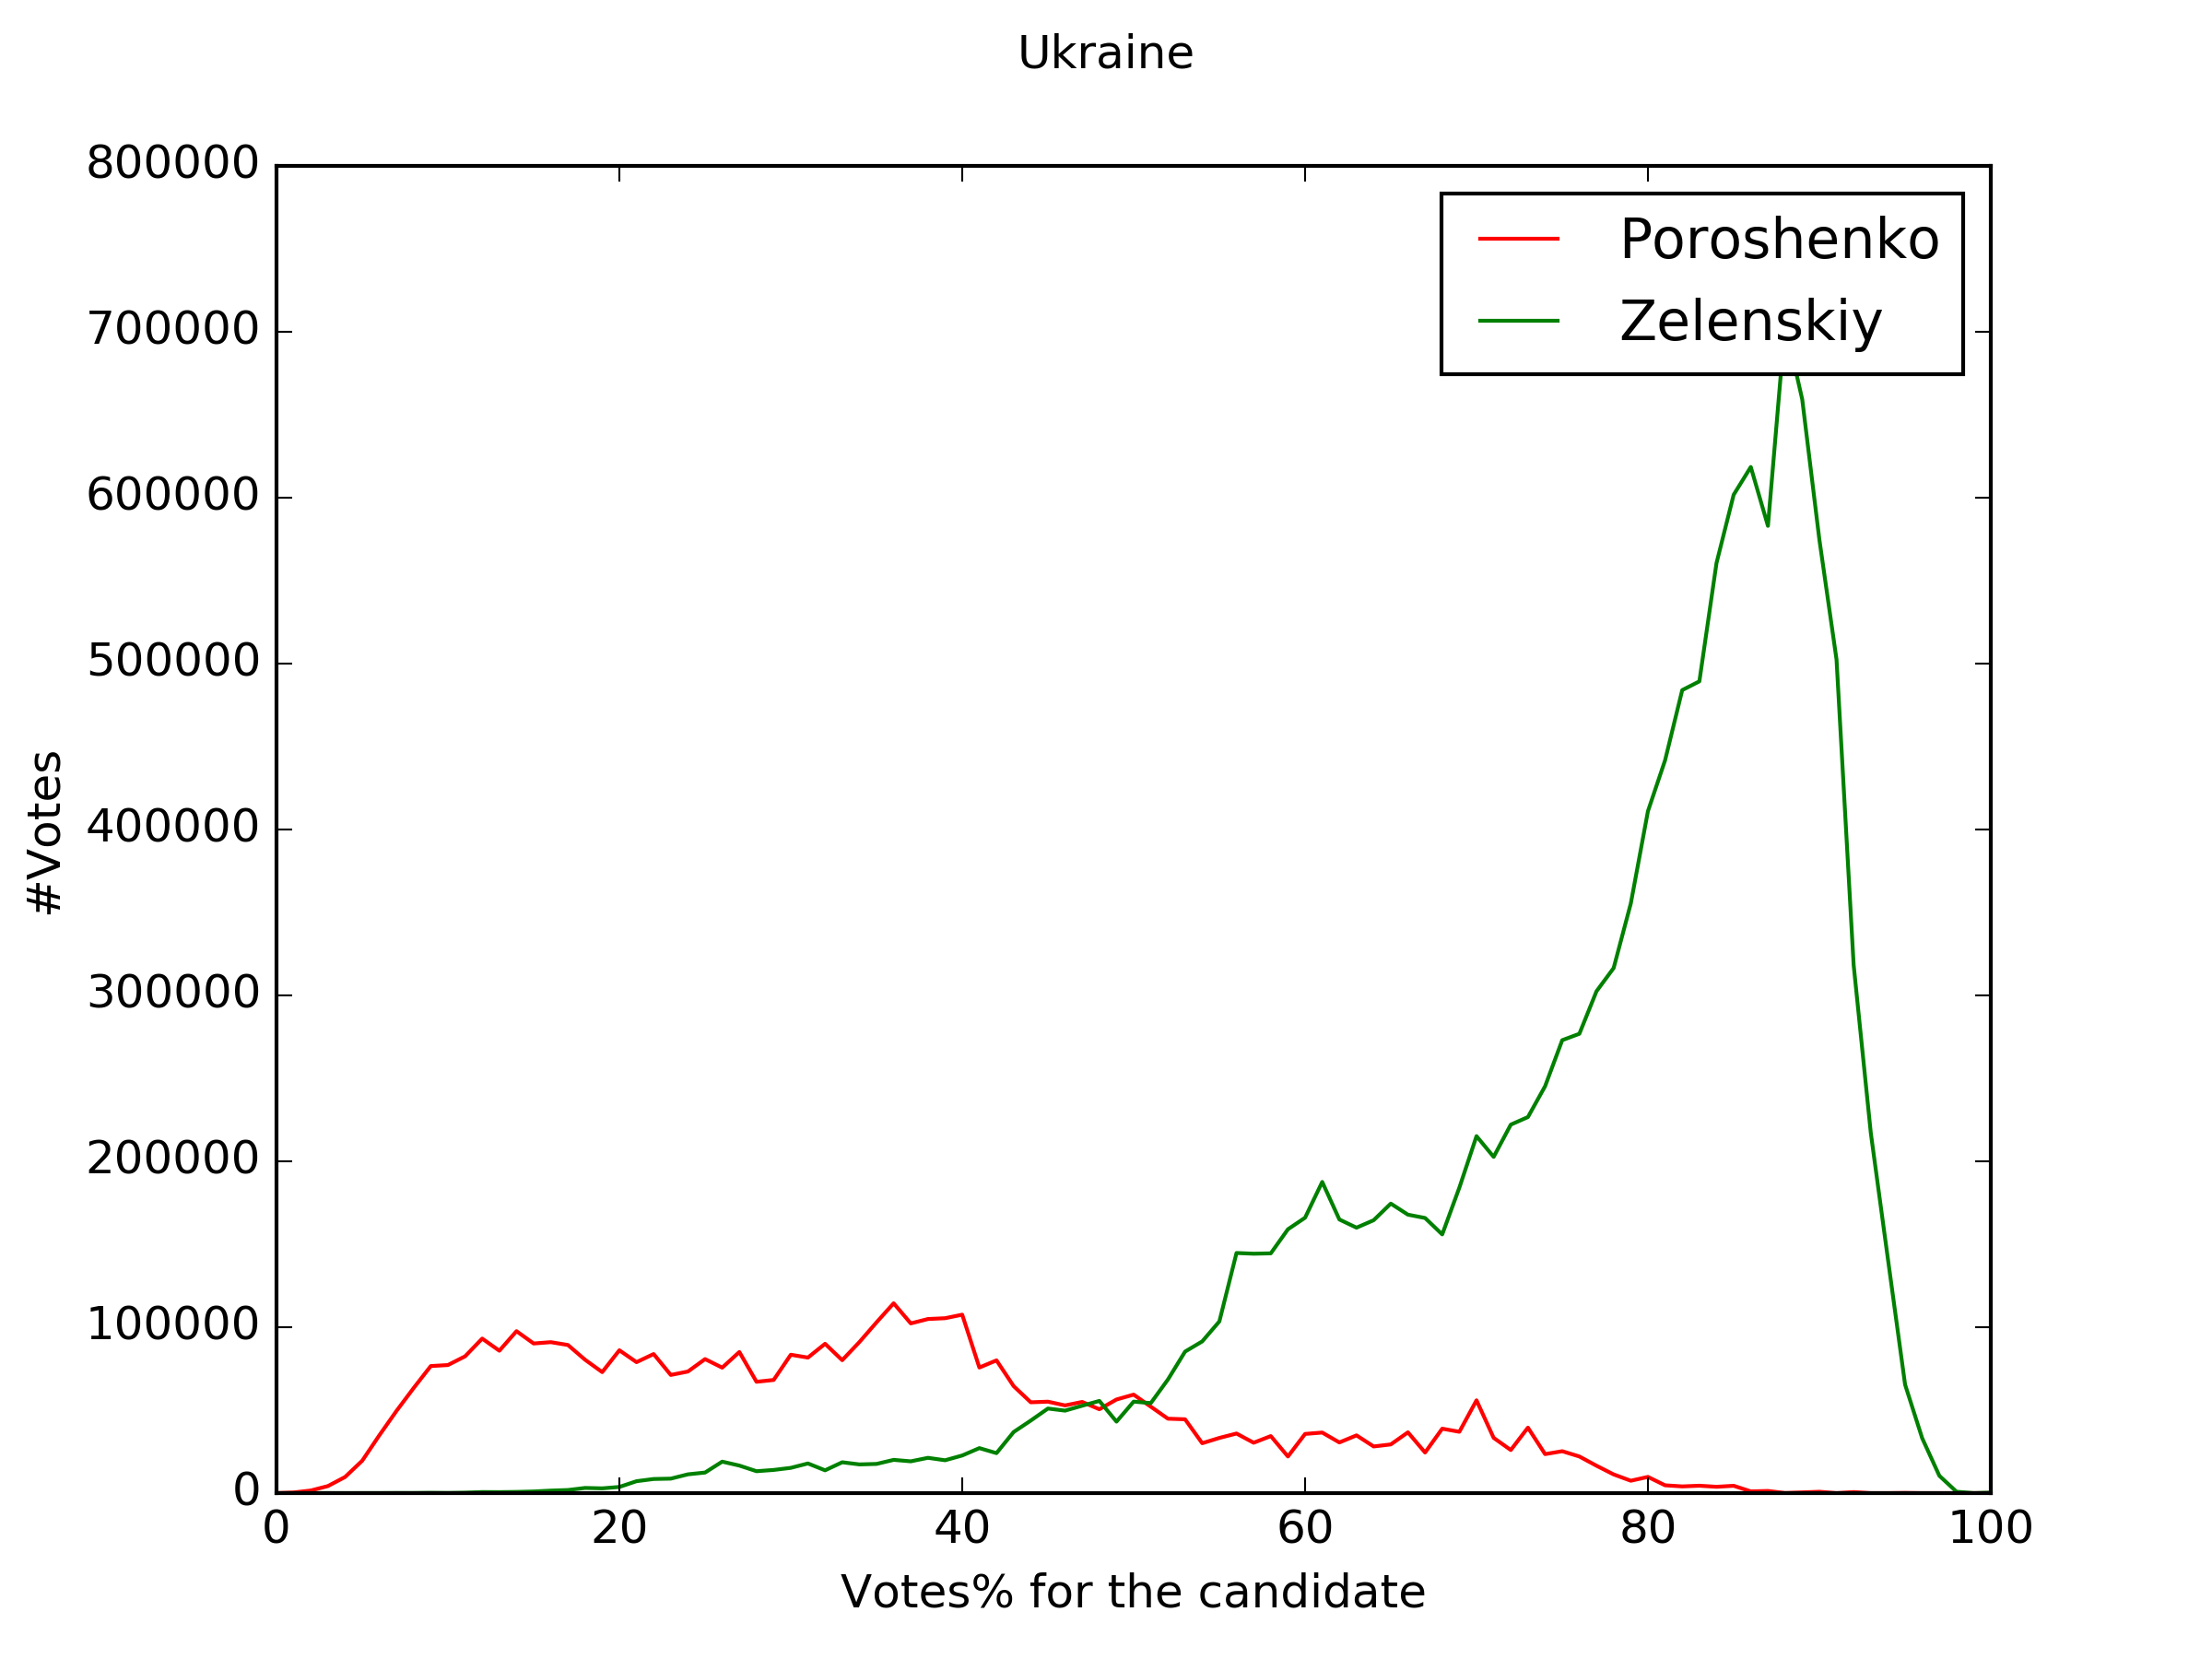 Ukraine
800000
700000
600000
500000
400000
300000
200000
100000
0
#Votes
Poroshenko
Zelenskiy
0 20 40 60 80 100
Votes% for the candidate